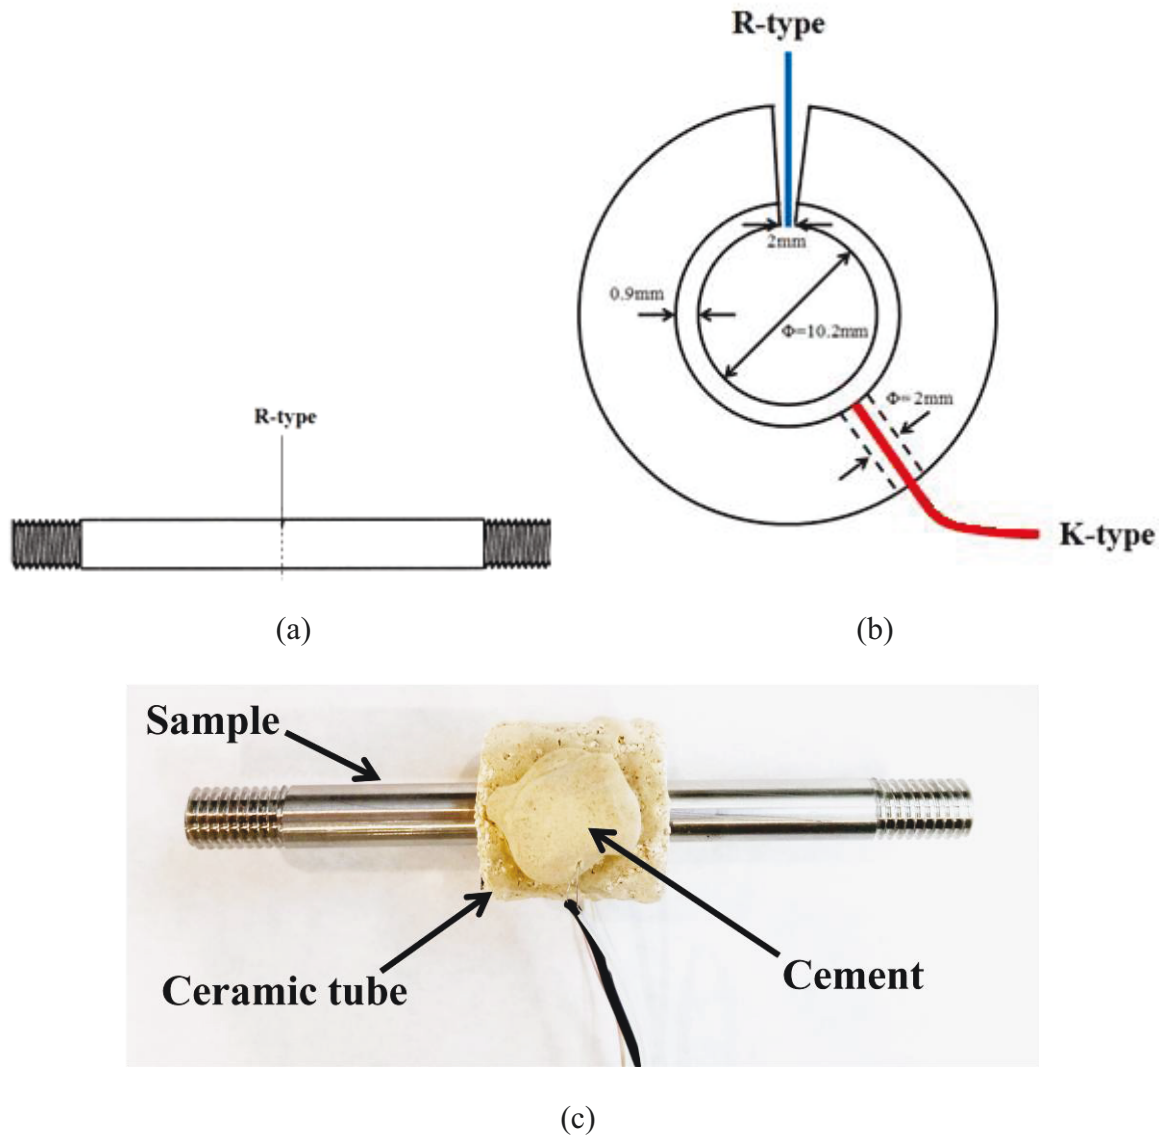 R-type
2mm
0.9mm
Φ=10.2mm
Φ=2mm
R-type
K-type
(a)
(b)
Sample
Ceramic tube
Cement
(c)